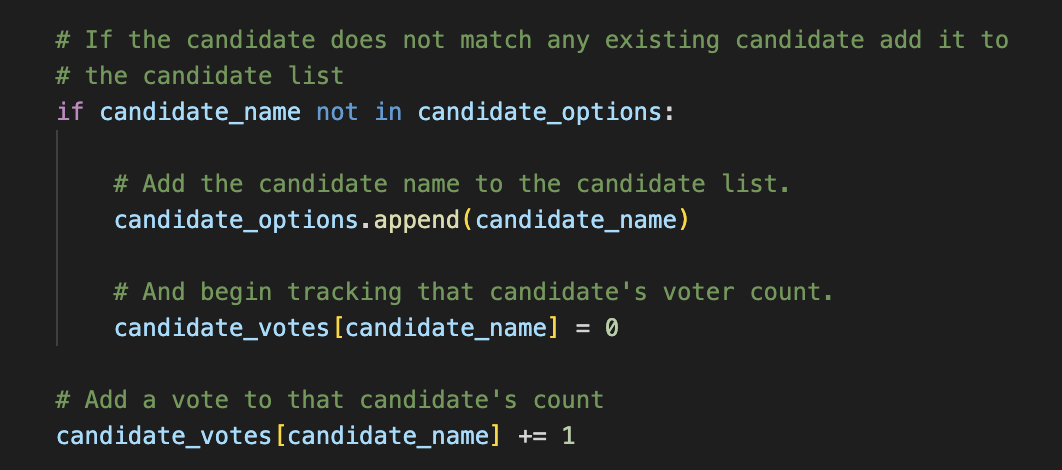 # If the candidate does not match any existing candidate add it to
# the candidate list
if candidate_name not in candidate_options:
# Add the candidate name to the candidate list.
candidate_options.append(candidate_name)
# And begin tracking that candidate's voter count.
candidate_votes[candidate_name] = 0
# Add a vote to that candidate's count
candidate_votes[candidate_name] += 1